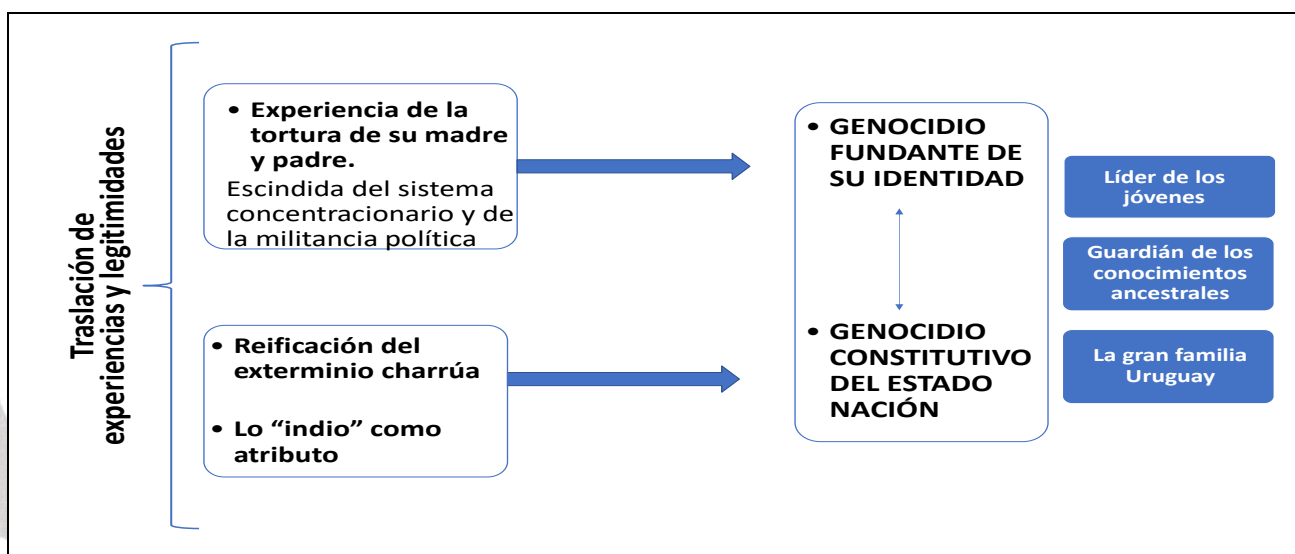 Traslación de
experiencias y legitimidades
• Experiencia de la
tortura de su madre
y padre.
Escindida del sistema
concentracionario y de
la militancia política
• Reificación del
exterminio charrúa
• Lo “indio” como
atributo
• GENOCIDIO
FUNDANTE DE
SU IDENTIDAD
• GENOCIDIO
CONSTITUTIVO
DEL ESTADO
NACIÓN
Líder de los
jóvenes
Guardián de los
conocimientos
ancestrales
La gran familia
Uruguay